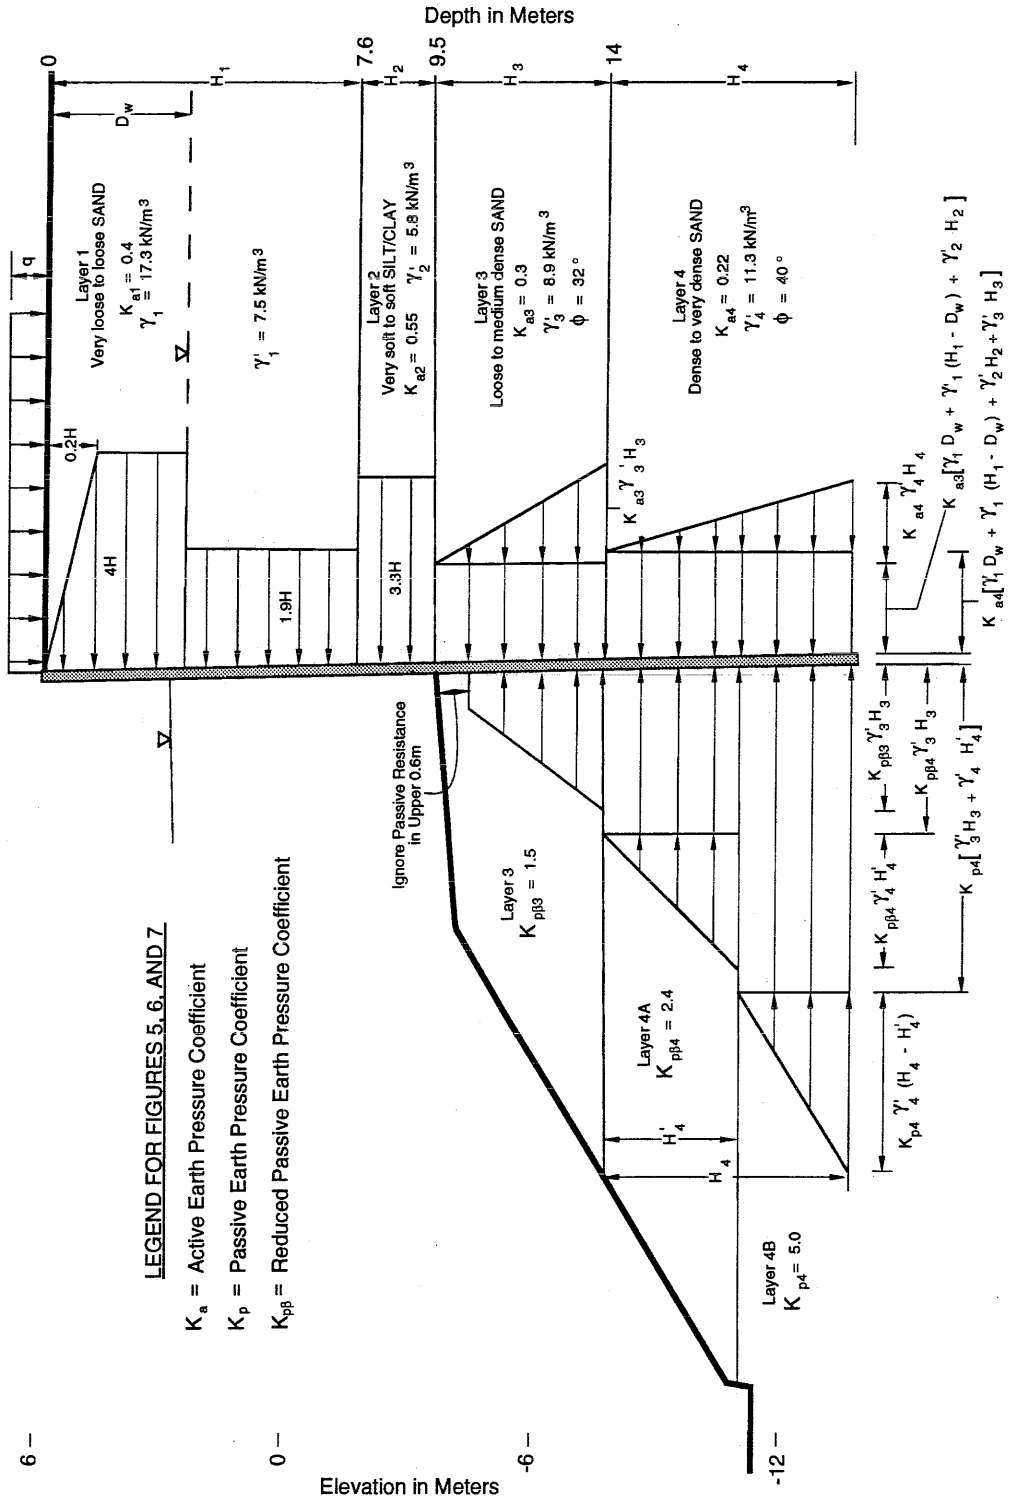 Depth in Meters
0
7.6
9.5
14
H1
H2
H3
H4
Dw
q
0.2H
Layer 1
Very loose to loose SAND
Ka1 = 0.4
γ1 = 17.3 kN/m³
γ'1 = 7.5 kN/m³
Layer 2
Very soft to soft SILT/CLAY
Ka2 = 0.55 γ'2 = 5.8 kN/m³
Layer 3
Loose to medium dense SAND
Ka3 = 0.3
γ'3 = 8.9 kN/m³
φ = 32 °
Layer 4
Dense to very dense SAND
Ka4 = 0.22
γ'4 = 11.3 kN/m³
φ = 40 °
4H
1.9H
3.3H
Ka3 γ'3 H3
Ka4 γ'4 H4
Ka3[γ1 Dw + γ'1 (H1 - Dw) + γ'2 H2]
Ka4[γ1 Dw + γ'1 (H1 - Dw) + γ'2 H2 + γ'3 H3]
Ignore Passive Resistance
in Upper 0.6m
Layer 3
Kpβ3 = 1.5
Layer 4A
Kpβ4 = 2.4
Layer 4B
Kp4 = 5.0
H'4
H4
Kpβ3 γ'3 H3
Kpβ4 γ'3 H3
Kpβ4 γ'4 H'4
Kp4[γ'3 H3 + γ'4 H'4]
Kp4 γ'4 (H4 - H'4)
LEGEND FOR FIGURES 5, 6, AND 7
Ka = Active Earth Pressure Coefficient
Kp = Passive Earth Pressure Coefficient
Kpβ = Reduced Passive Earth Pressure Coefficient
6
0
-6
-12
Elevation in Meters